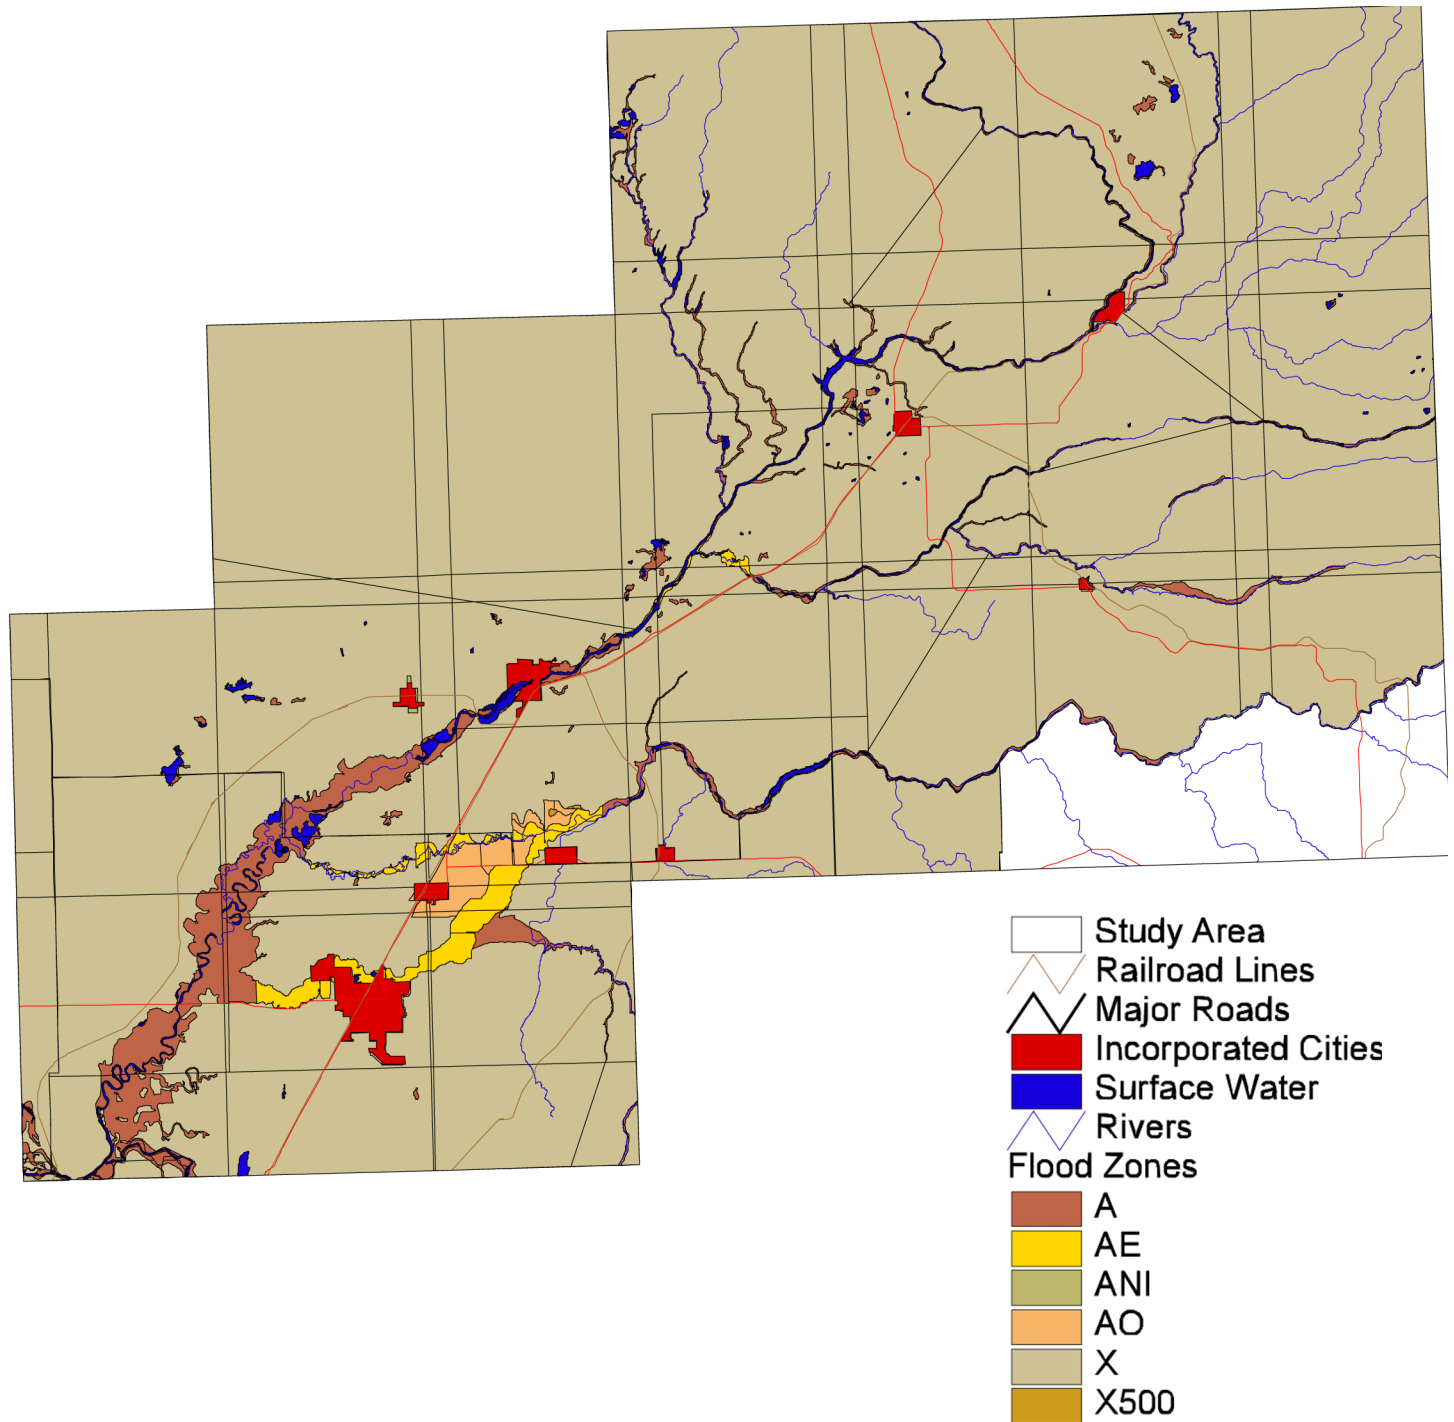 Study Area
Railroad Lines
Major Roads
Incorporated Cities
Surface Water
Rivers
Flood Zones
A
AE
ANI
AO
X
X500